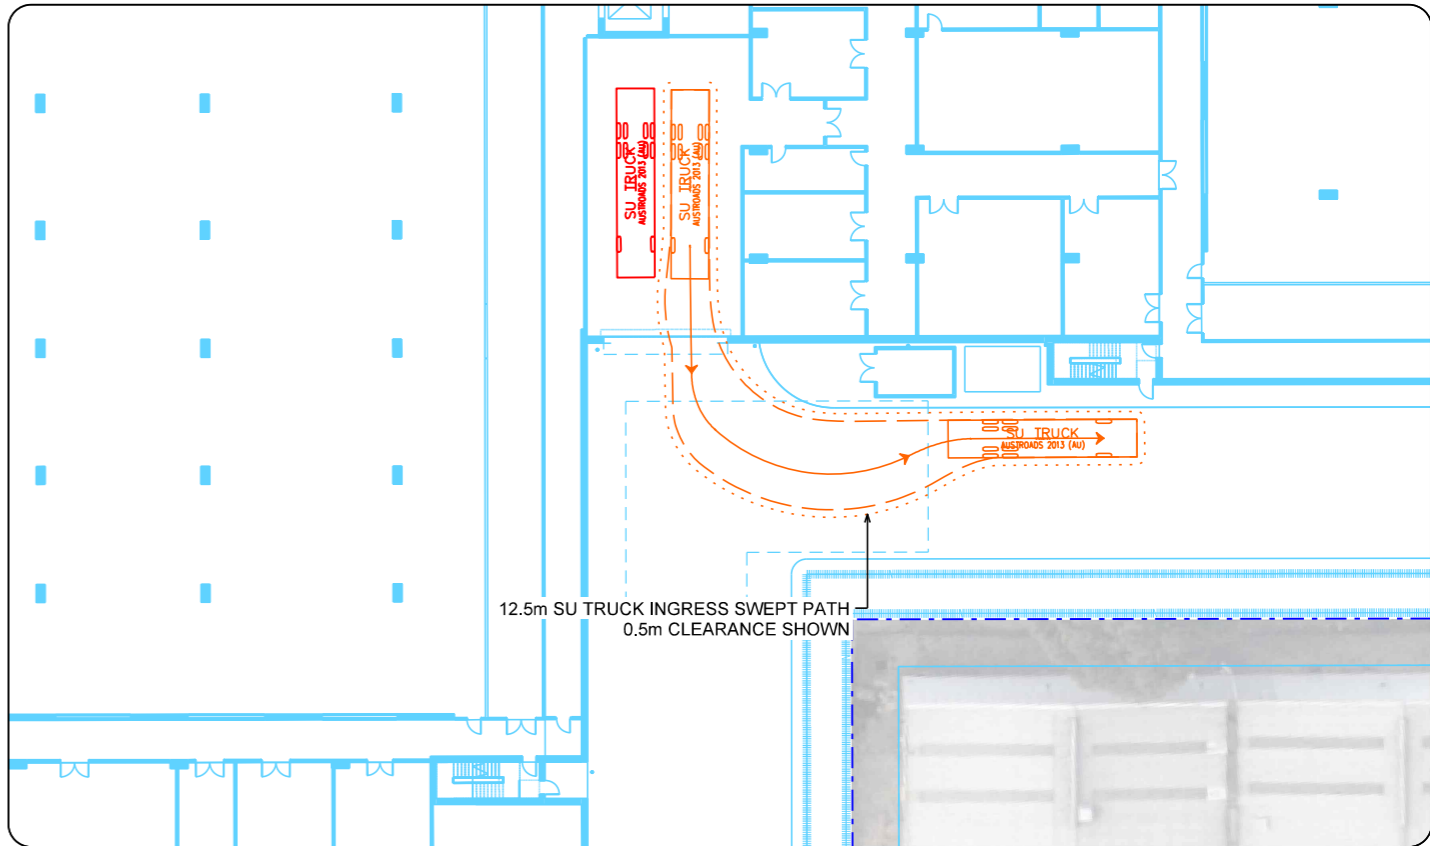 SU TRUCK
AUSTROADS 2013 (AU)
SU TRUCK
AUSTROADS 2013 (AU)
SU TRUCK
AUSTROADS 2013 (AU)
12.5m SU TRUCK INGRESS SWEPT PATH
0.5m CLEARANCE SHOWN